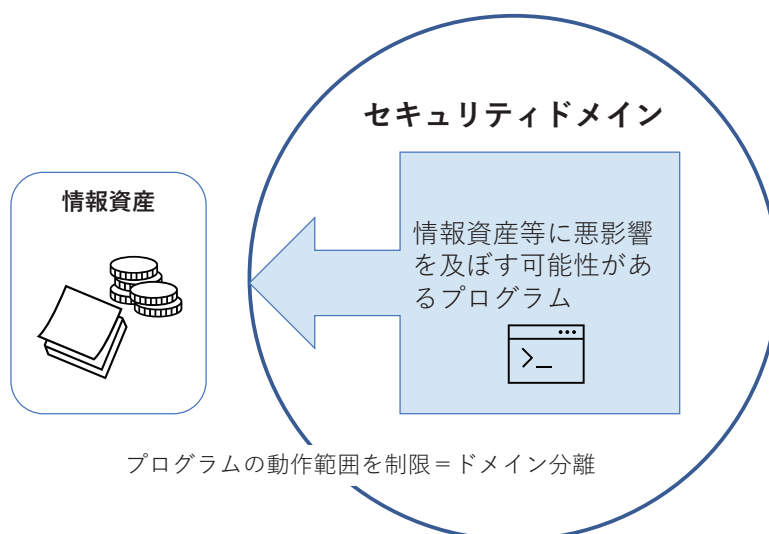 セキュリティドメイン
情報資産
情報資産等に悪影響
を及ぼす可能性があ
るプログラム
>_
プログラムの動作範囲を制限＝ドメイン分離